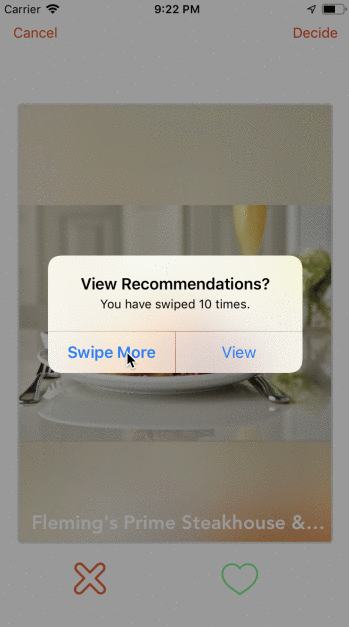 Carrier 9:22 PM
Cancel Decide
View Recommendations?
You have swiped 10 times.
Swipe More View
Fleming's Prime Steakhouse &...